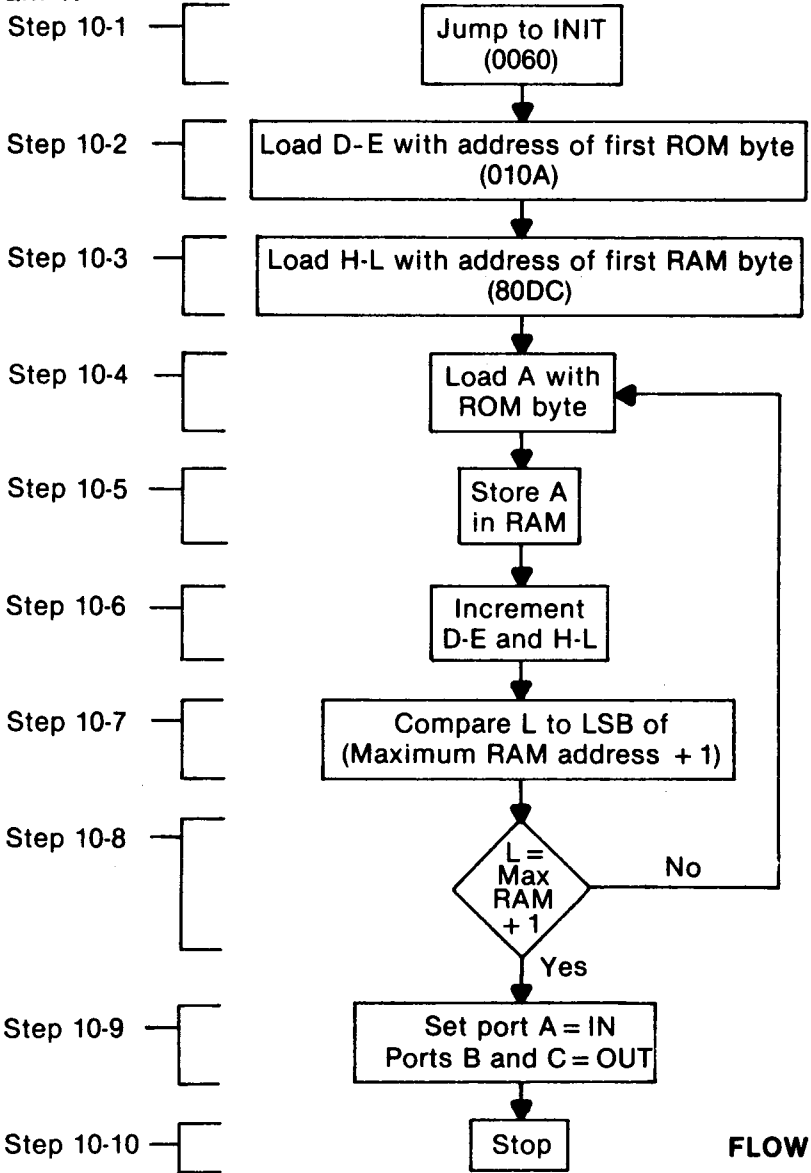 Step 10-1
Jump to INIT
(0060)
Step 10-2
Load D-E with address of first ROM byte
(010A)
Step 10-3
Load H-L with address of first RAM byte
(80DC)
Step 10-4
Load A with
ROM byte
Step 10-5
Store A
in RAM
Step 10-6
Increment
D-E and H-L
Step 10-7
Compare L to LSB of
(Maximum RAM address + 1)
Step 10-8
L =
Max
RAM
+ 1
No
Yes
Step 10-9
Set port A = IN
Ports B and C = OUT
Step 10-10
Stop
FLOW